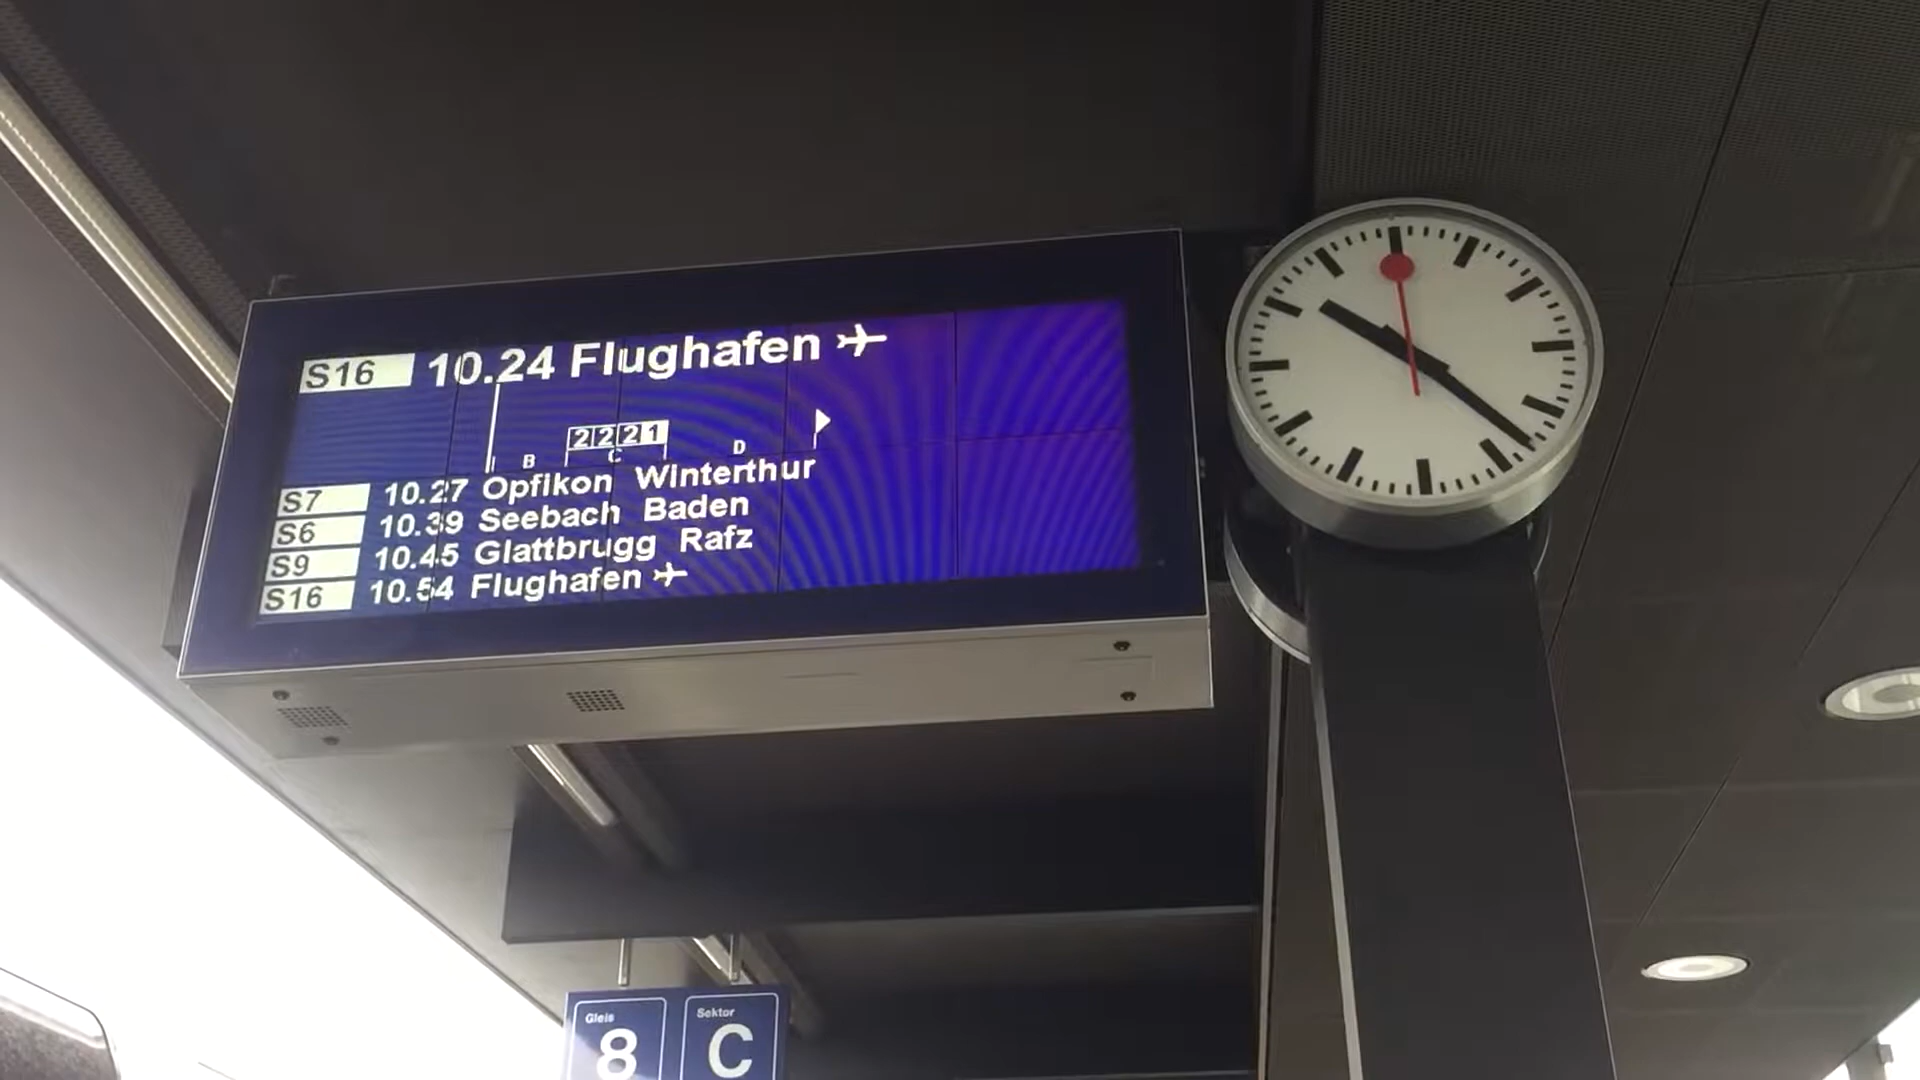 S16 10.24 Flughafen
2 2 2 1
B C D
S7 10.27 Opfikon Winterthur
S6 10.39 Seebach Baden
S9 10.45 Glattbrugg Rafz
S16 10.54 Flughafen
Gleis Sektor
8 C